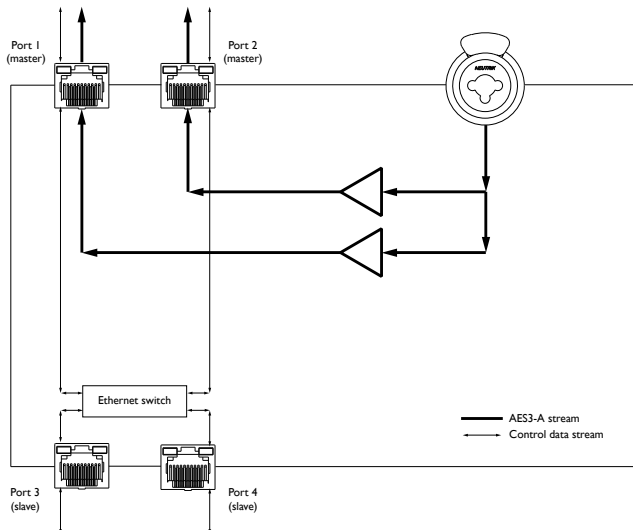 Port 1
(master)
Port 2
(master)
NEUTRIK
Ethernet switch
AES3-A stream
Control data stream
Port 3
(slave)
Port 4
(slave)